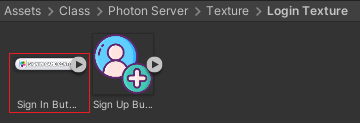 Assets > Class > Photon Server > Texture > Login Texture
Sign In But...
Sign Up Bu...